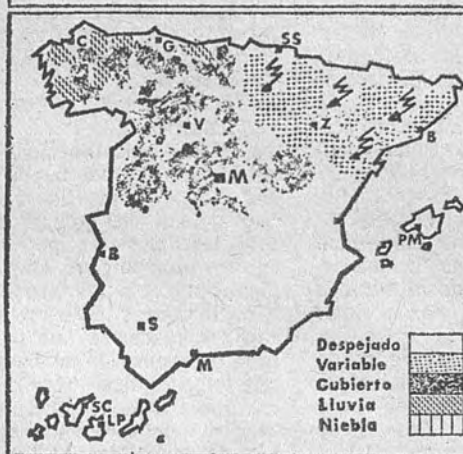 C
G
SS
V
Z
B
M
PM
B
S
M
SC
LP
Despejado
Variable
Cubierto
Lluvia
Niebla